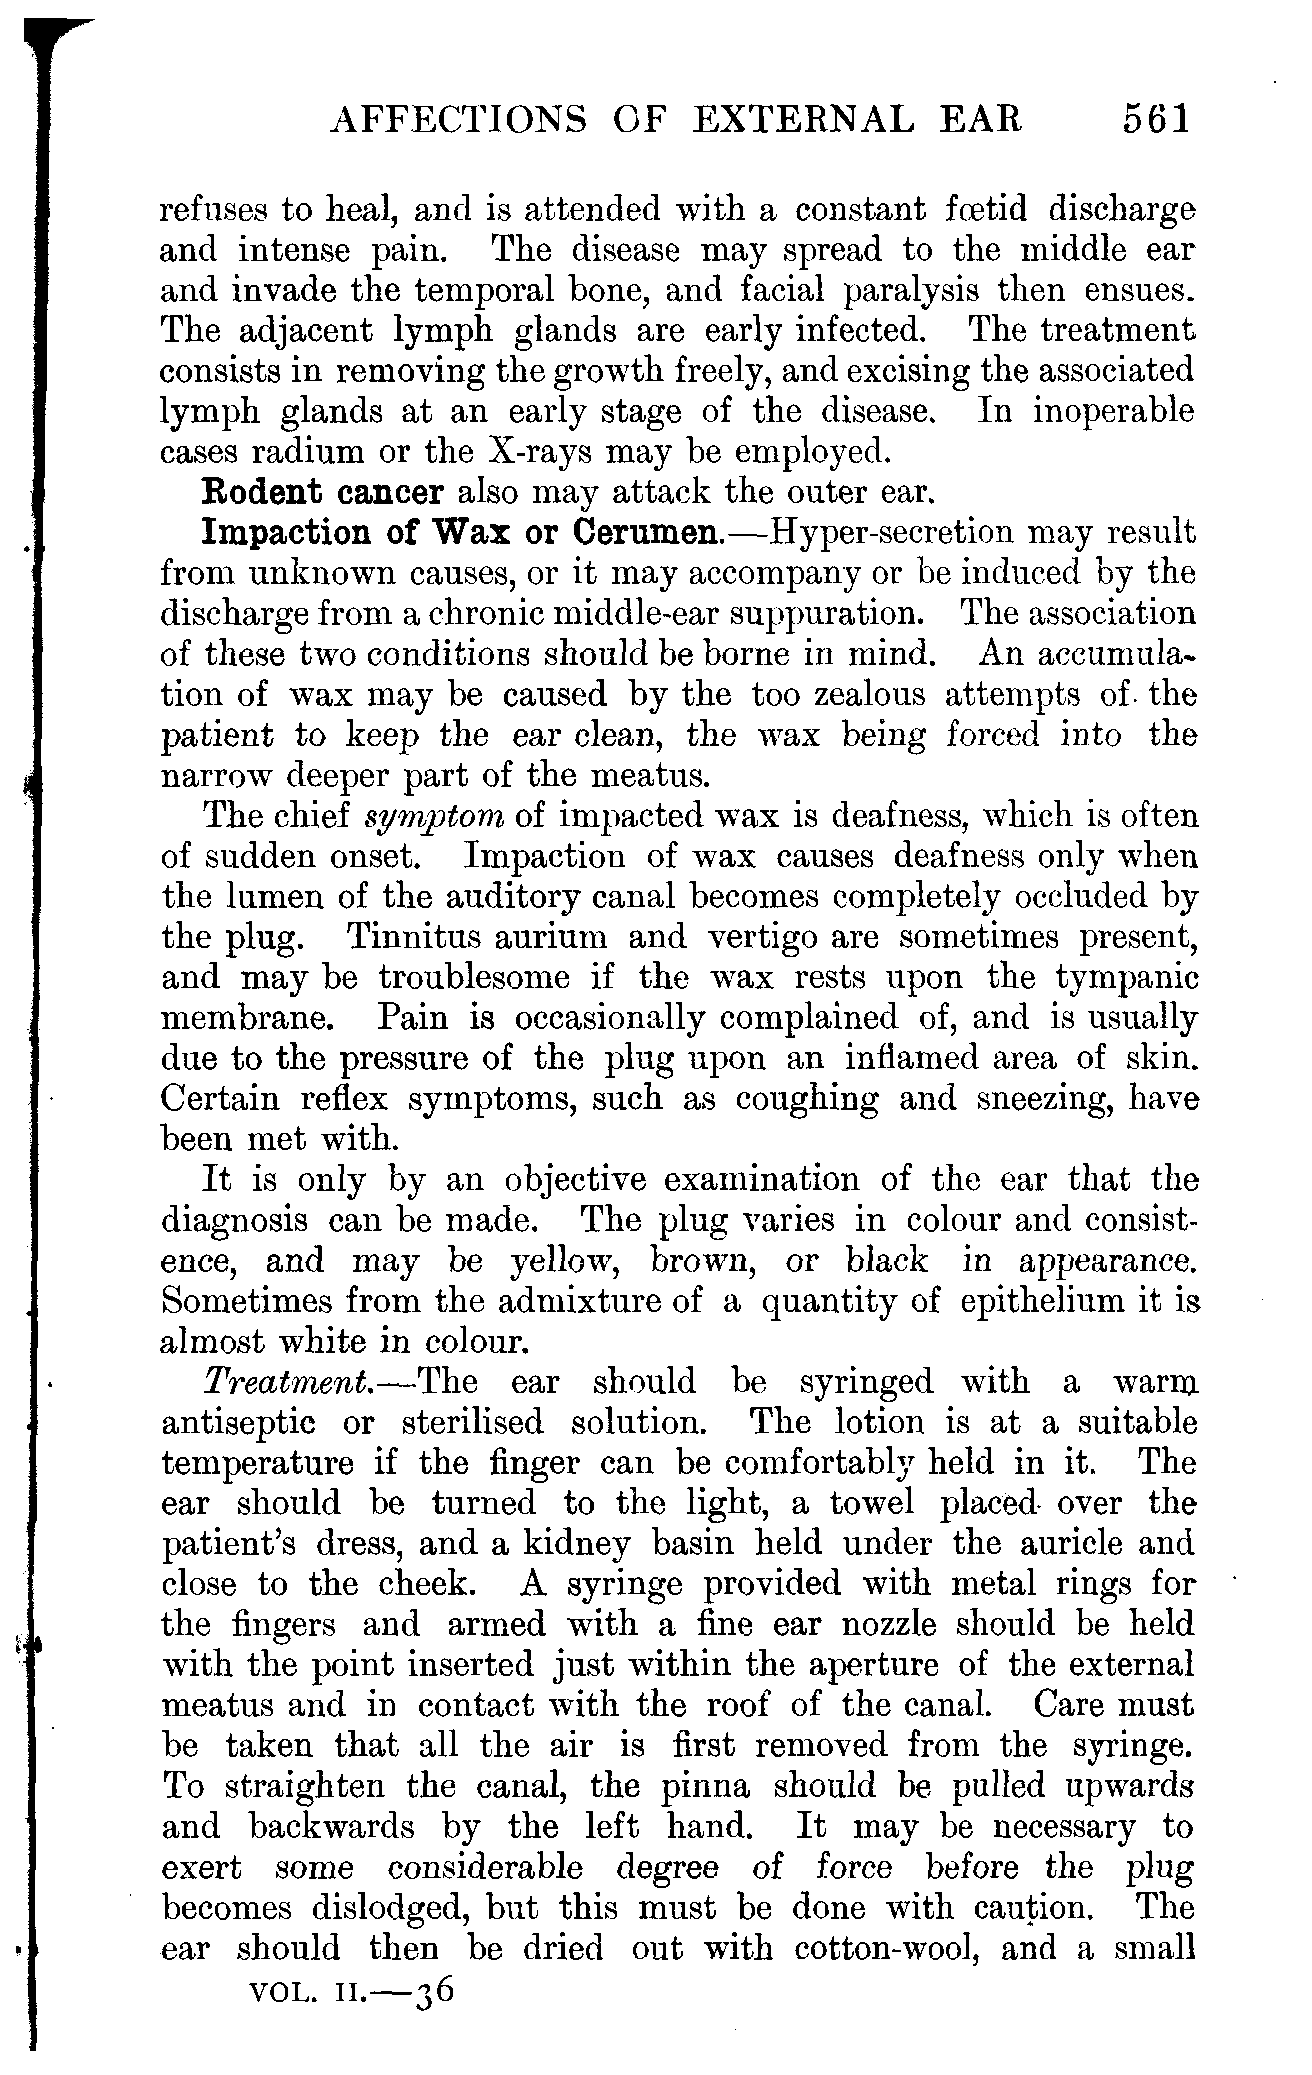 AFFECTIONS OF EXTERNAL EAR 561
refuses to heal, and is attended with a constant fœtid discharge
and intense pain. The disease may spread to the middle ear
and invade the temporal bone, and facial paralysis then ensues.
The adjacent lymph glands are early infected. The treatment
consists in removing the growth freely, and excising the associated
lymph glands at an early stage of the disease. In inoperable
cases radium or the X-rays may be employed.
Rodent cancer also may attack the outer ear.
Impaction of Wax or Cerumen.—Hyper-secretion may result
from unknown causes, or it may accompany or be induced by the
discharge from a chronic middle-ear suppuration. The association
of these two conditions should be borne in mind. An accumula-
tion of wax may be caused by the too zealous attempts of the
patient to keep the ear clean, the wax being forced into the
narrow deeper part of the meatus.
The chief symptom of impacted wax is deafness, which is often
of sudden onset. Impaction of wax causes deafness only when
the lumen of the auditory canal becomes completely occluded by
the plug. Tinnitus aurium and vertigo are sometimes present,
and may be troublesome if the wax rests upon the tympanic
membrane. Pain is occasionally complained of, and is usually
due to the pressure of the plug upon an inflamed area of skin.
Certain reflex symptoms, such as coughing and sneezing, have
been met with.
It is only by an objective examination of the ear that the
diagnosis can be made. The plug varies in colour and consist-
ence, and may be yellow, brown, or black in appearance.
Sometimes from the admixture of a quantity of epithelium it is
almost white in colour.
Treatment.—The ear should be syringed with a warm
antiseptic or sterilised solution. The lotion is at a suitable
temperature if the finger can be comfortably held in it. The
ear should be turned to the light, a towel placed over the
patient's dress, and a kidney basin held under the auricle and
close to the cheek. A syringe provided with metal rings for
the fingers and armed with a fine ear nozzle should be held
with the point inserted just within the aperture of the external
meatus and in contact with the roof of the canal. Care must
be taken that all the air is first removed from the syringe.
To straighten the canal, the pinna should be pulled upwards
and backwards by the left hand. It may be necessary to
exert some considerable degree of force before the plug
becomes dislodged, but this must be done with caution. The
ear should then be dried out with cotton-wool, and a small
VOL. II.—36